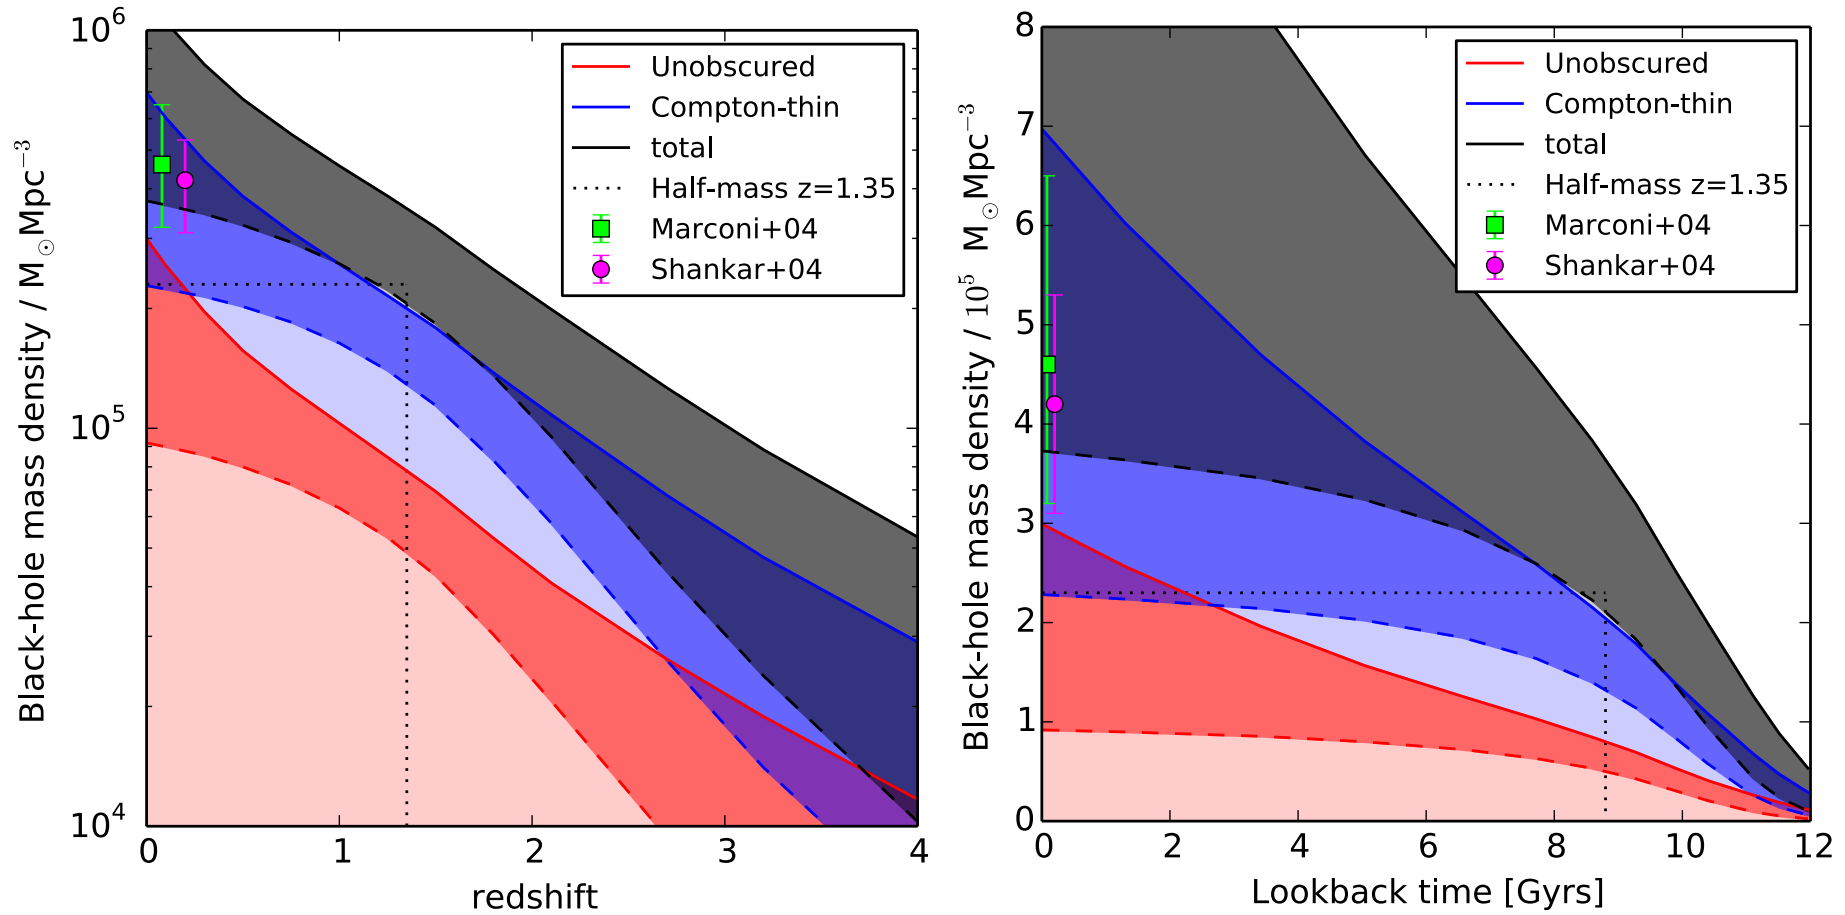 10^6
10^5
10^4
Black-hole mass density / M⊙Mpc^−3
0 1 2 3 4
redshift
Unobscured
Compton-thin
total
Half-mass z=1.35
Marconi+04
Shankar+04
8
7
6
5
4
3
2
1
0
Black-hole mass density / 10^5 M⊙Mpc^−3
0 2 4 6 8 10 12
Lookback time [Gyrs]
Unobscured
Compton-thin
total
Half-mass z=1.35
Marconi+04
Shankar+04